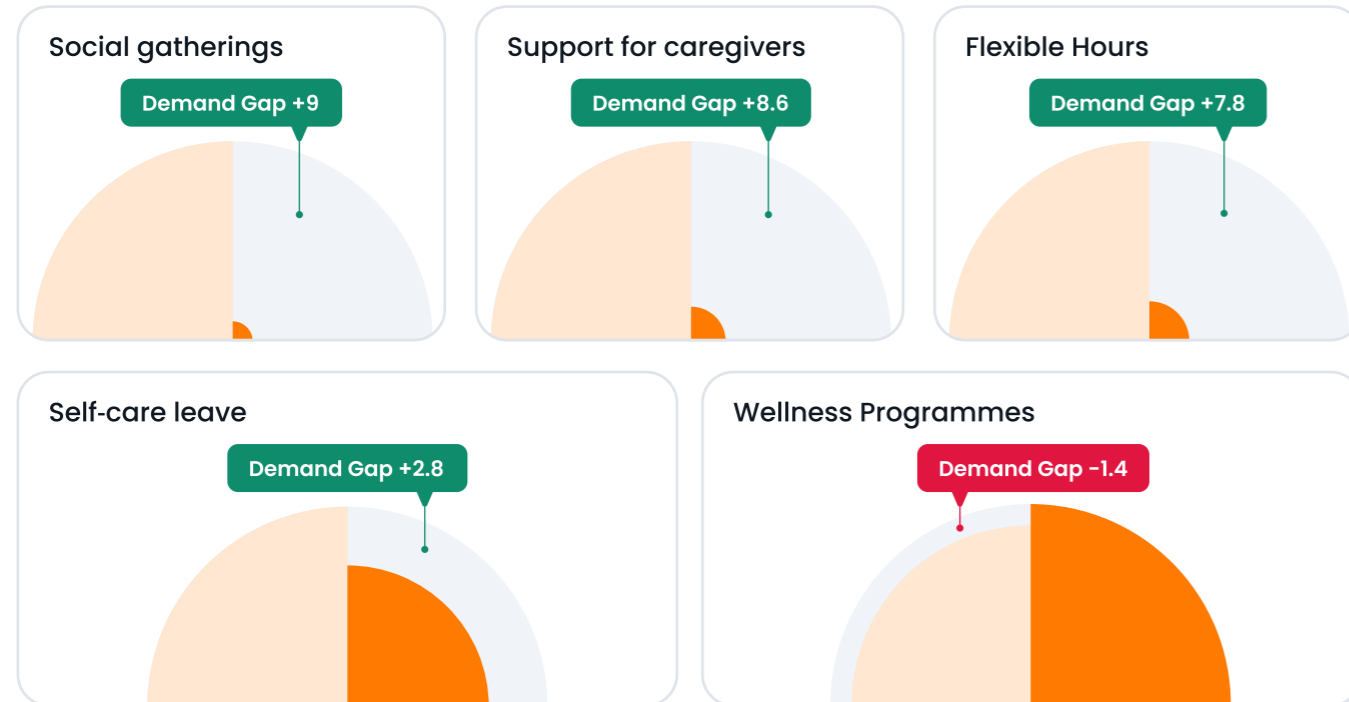 Social gatherings
Demand Gap +9
Support for caregivers
Demand Gap +8.6
Flexible Hours
Demand Gap +7.8
Self-care leave
Demand Gap +2.8
Wellness Programmes
Demand Gap -1.4